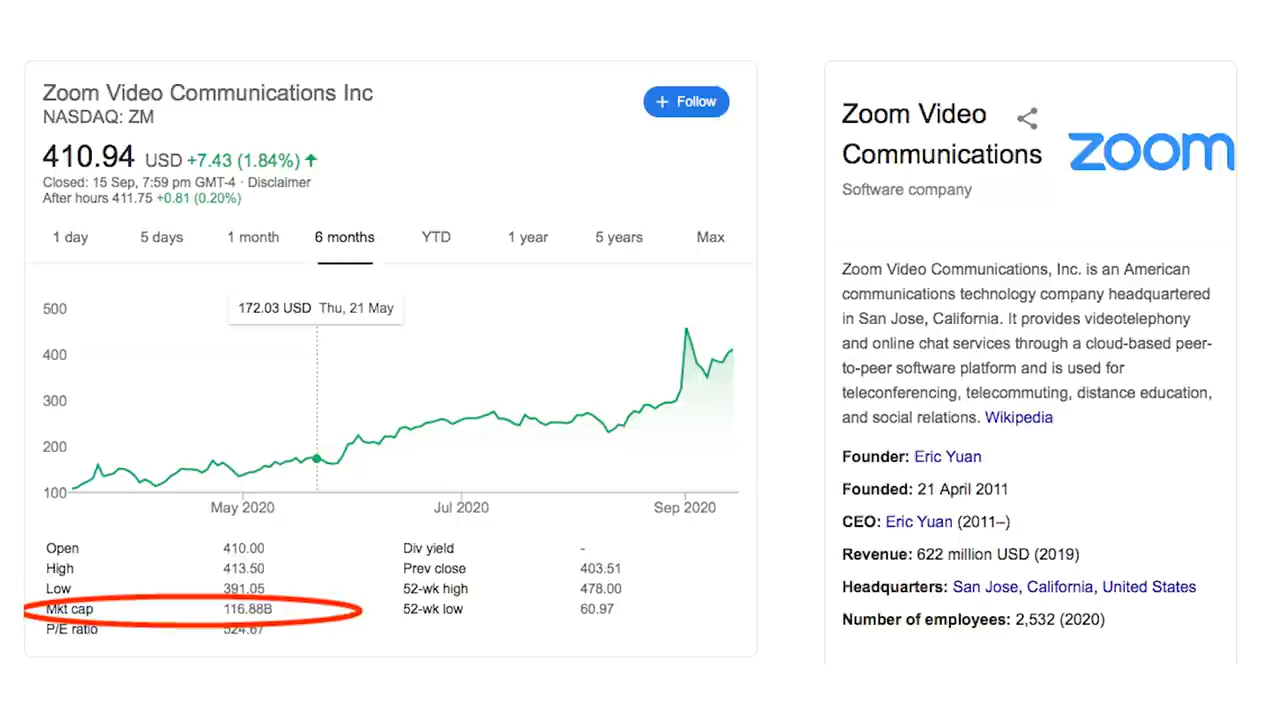 Zoom Video Communications Inc
NASDAQ: ZM
+ Follow
410.94 USD +7.43 (1.84%) ↑
Closed: 15 Sep, 7:59 pm GMT-4 · Disclaimer
After hours 411.75 +0.81 (0.20%)
1 day 5 days 1 month 6 months YTD 1 year 5 years Max
172.03 USD Thu, 21 May
500
400
300
200
100
May 2020 Jul 2020 Sep 2020
Open 410.00 Div yield -
High 413.50 Prev close 403.51
Low 391.05 52-wk high 478.00
Mkt cap 116.88B 52-wk low 60.97
P/E ratio 524.67
Zoom Video
Communications
zoom
Software company
Zoom Video Communications, Inc. is an American
communications technology company headquartered
in San Jose, California. It provides videotelephony
and online chat services through a cloud-based peer-
to-peer software platform and is used for
teleconferencing, telecommuting, distance education,
and social relations. Wikipedia
Founder: Eric Yuan
Founded: 21 April 2011
CEO: Eric Yuan (2011–)
Revenue: 622 million USD (2019)
Headquarters: San Jose, California, United States
Number of employees: 2,532 (2020)